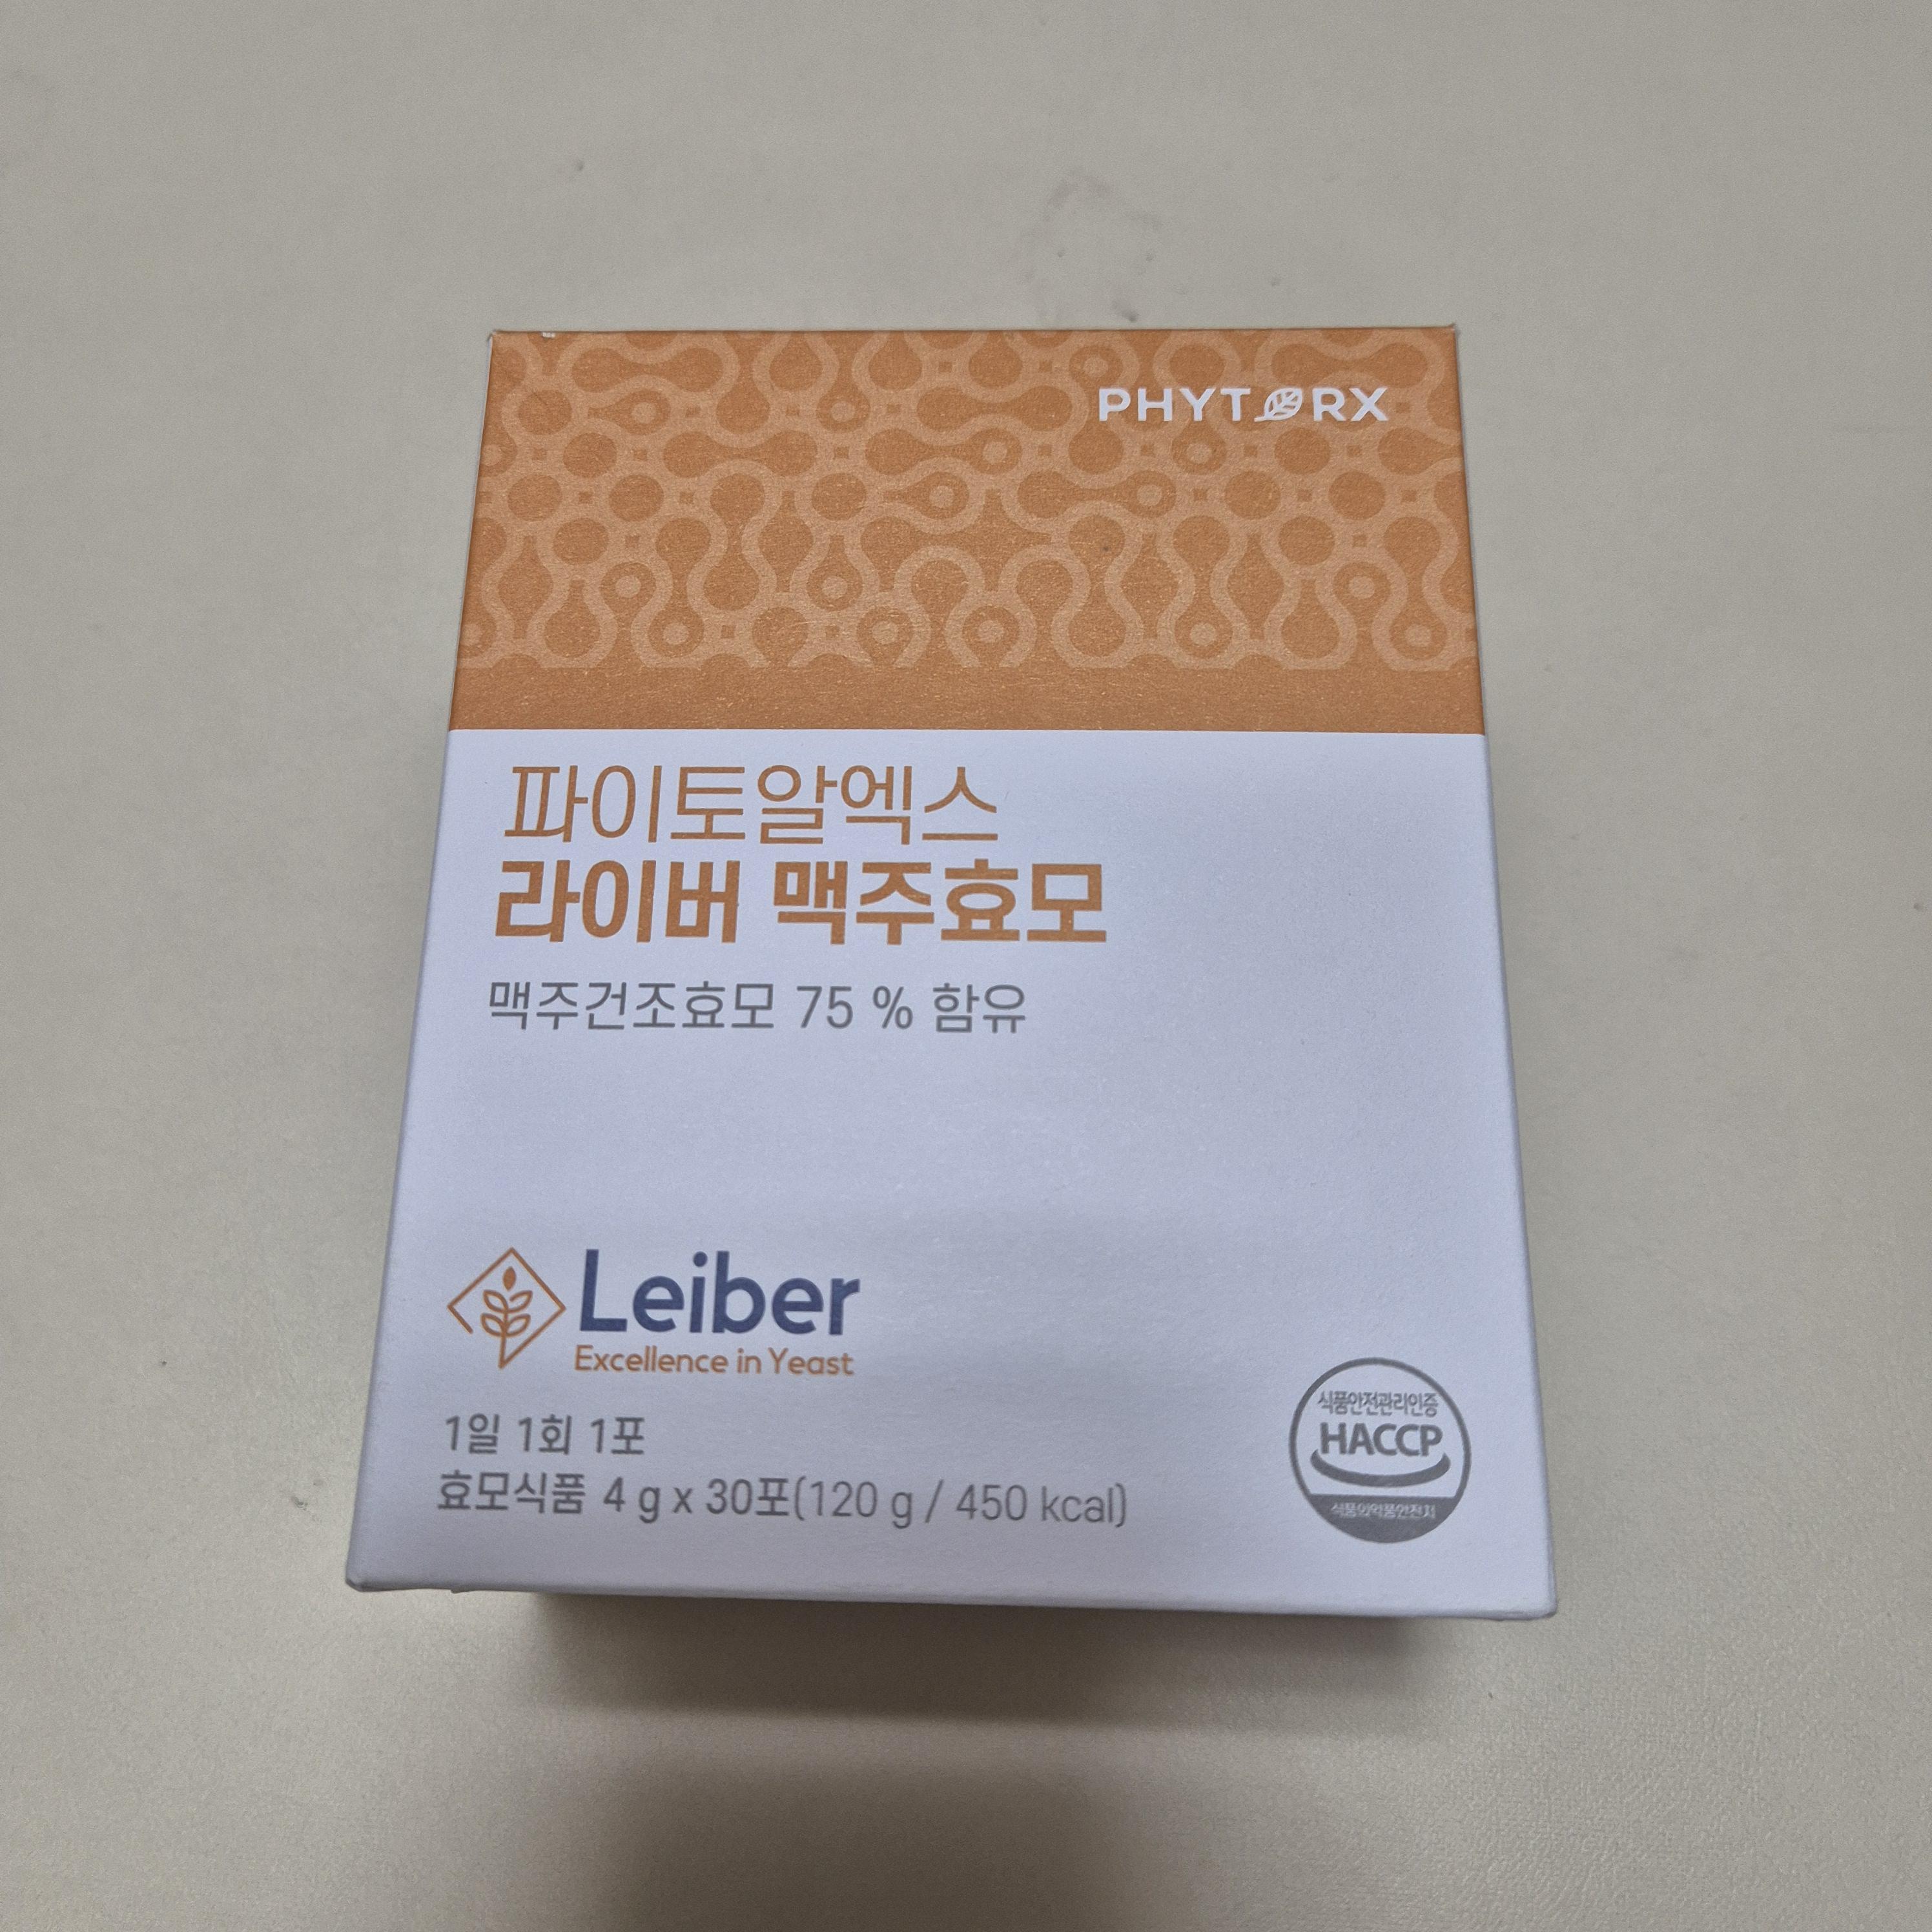 PHYTORX
파이토알엑스
라이버 맥주효모
맥주건조효모 75 % 함유
Leiber
Excellence in Yeast
1일 1회 1포
효모식품 4 g x 30포(120 g / 450 kcal)
식품안전관리인증
HACCP
식품의약품안전처